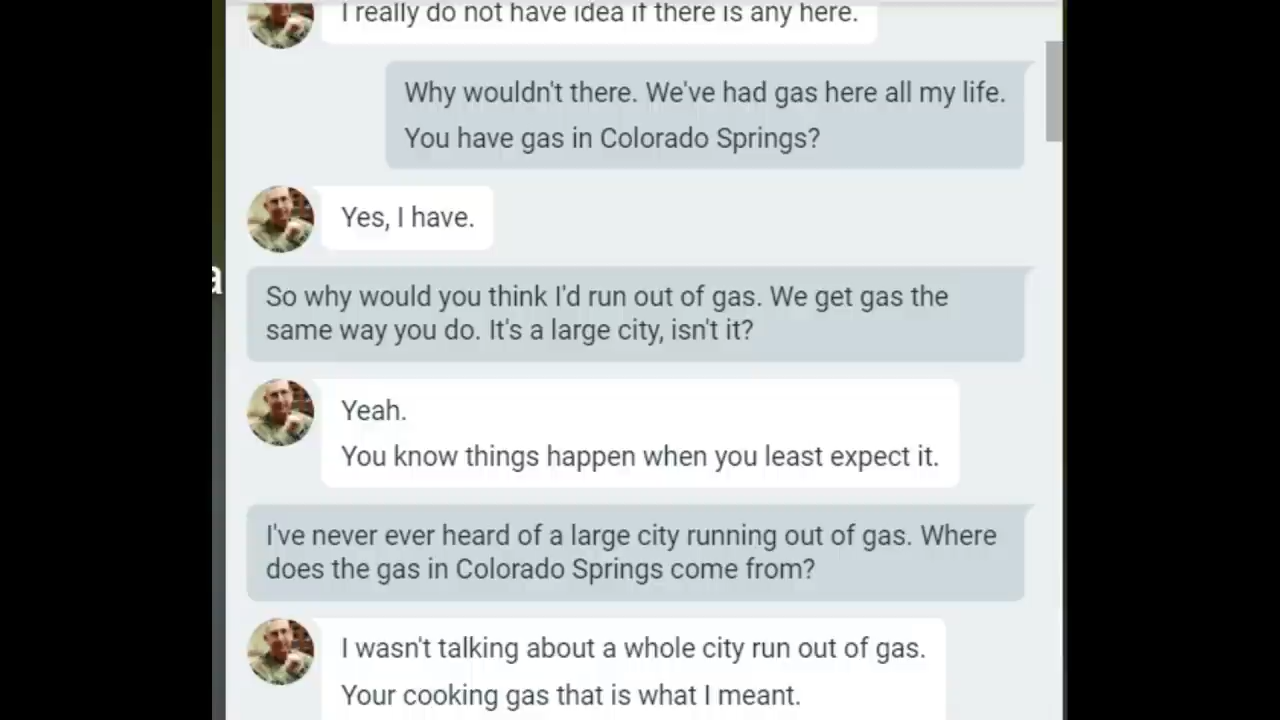 I really do not have idea if there is any here.
Why wouldn't there. We've had gas here all my life.
You have gas in Colorado Springs?
Yes, I have.
a
So why would you think I'd run out of gas. We get gas the
same way you do. It's a large city, isn't it?
Yeah.
You know things happen when you least expect it.
I've never ever heard of a large city running out of gas. Where
does the gas in Colorado Springs come from?
I wasn't talking about a whole city run out of gas.
Your cooking gas that is what I meant.